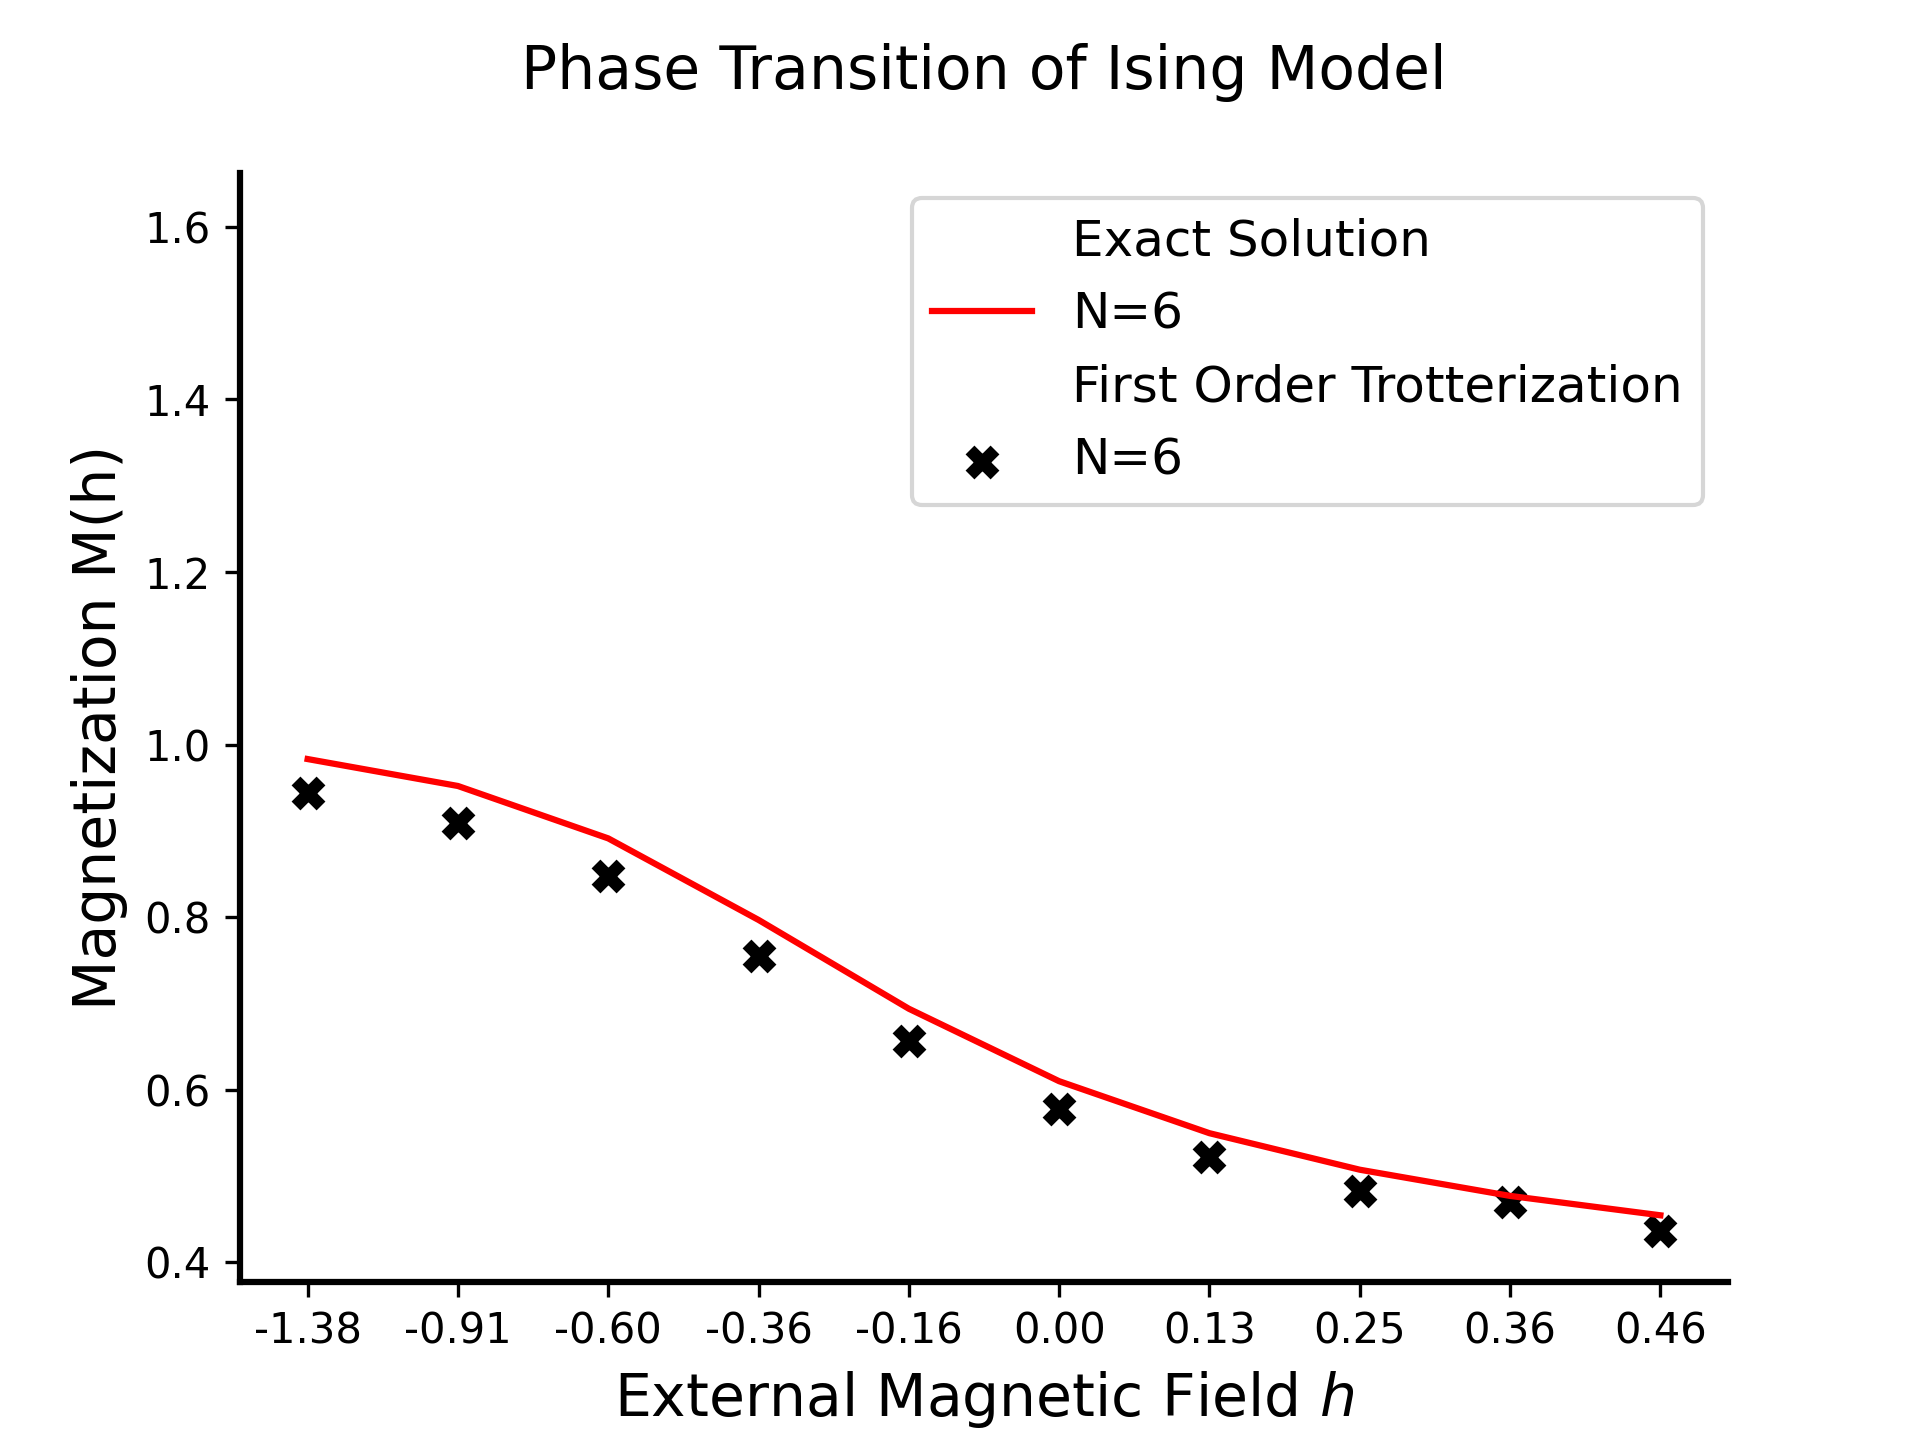 Phase Transition of Ising Model
Exact Solution
N=6
First Order Trotterization
N=6
Magnetization M(h)
1.6
1.4
1.2
1.0
0.8
0.6
0.4
-1.38 -0.91 -0.60 -0.36 -0.16 0.00 0.13 0.25 0.36 0.46
External Magnetic Field h